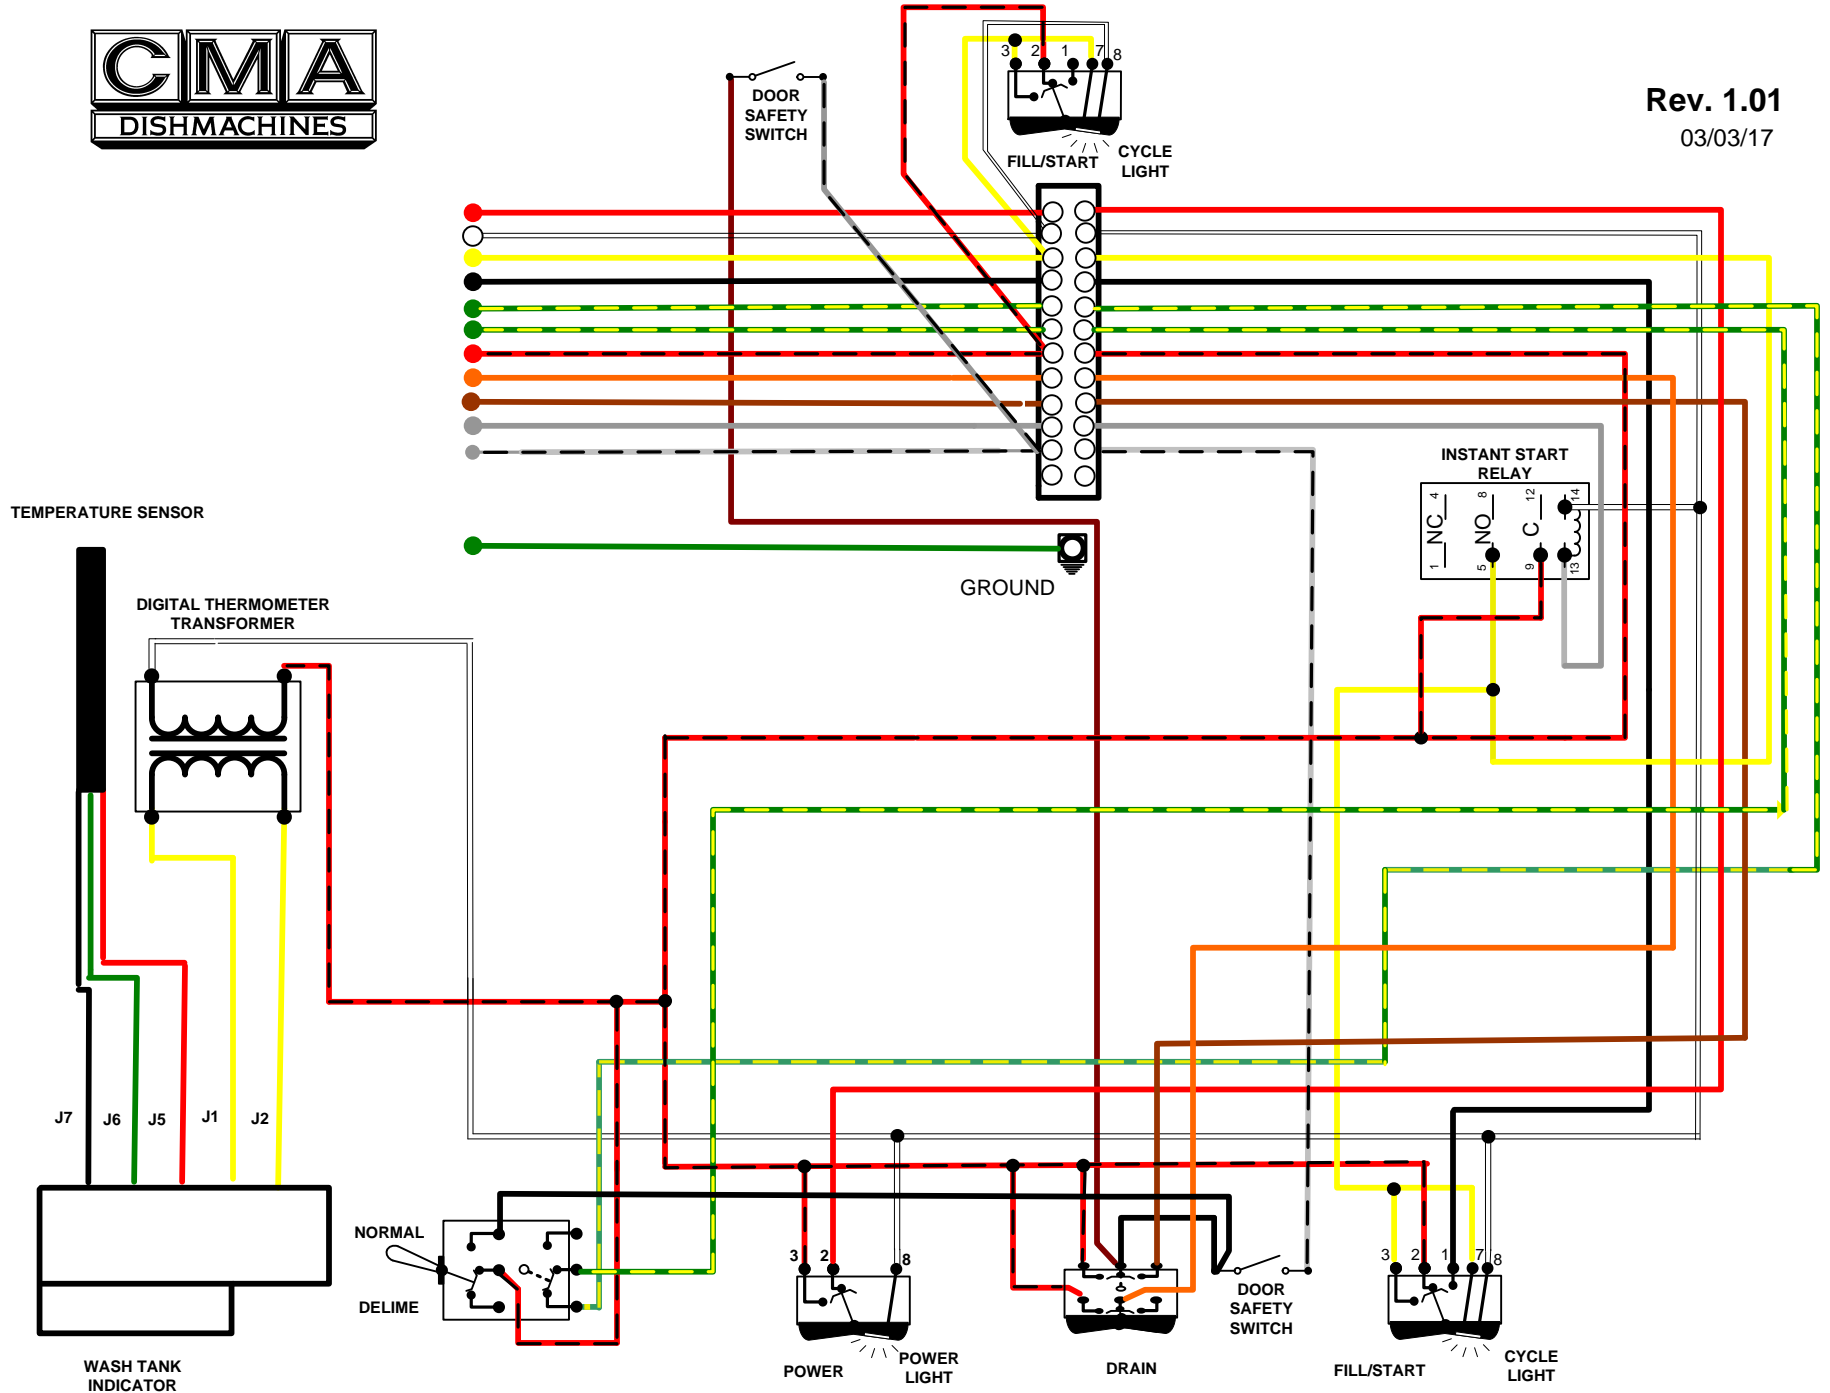 CMA
DISHMACHINES
Rev. 1.01
03/03/17
3 2 1 7 8
FILL/START
CYCLE
LIGHT
DOOR
SAFETY
SWITCH
INSTANT START
RELAY
4 8 12 14
NC NO C
1 5 9 13
GROUND
TEMPERATURE SENSOR
DIGITAL THERMOMETER
TRANSFORMER
J7 J6 J5 J1 J2
WASH TANK
INDICATOR
NORMAL
DELIME
3 2 8
POWER
POWER
LIGHT
DRAIN
DOOR
SAFETY
SWITCH
3 2 1 7 8
FILL/START
CYCLE
LIGHT